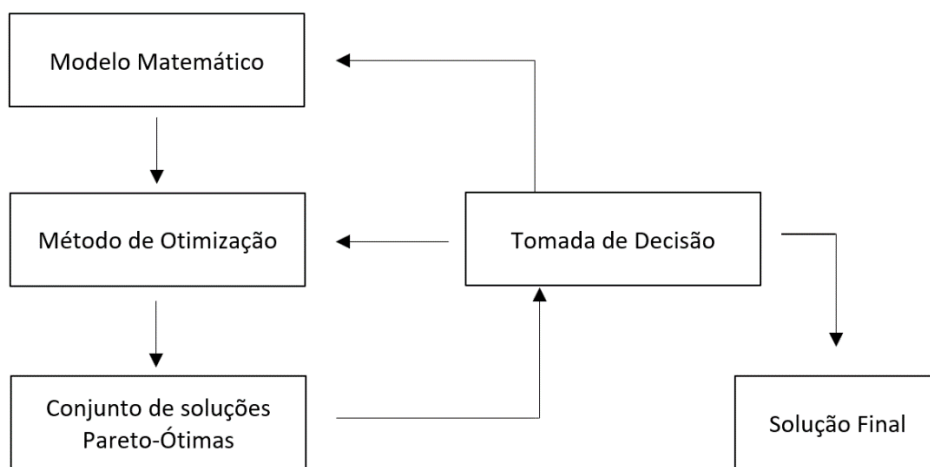 Modelo Matemático
Método de Otimização
Tomada de Decisão
Conjunto de soluções
Pareto-Ótimas
Solução Final